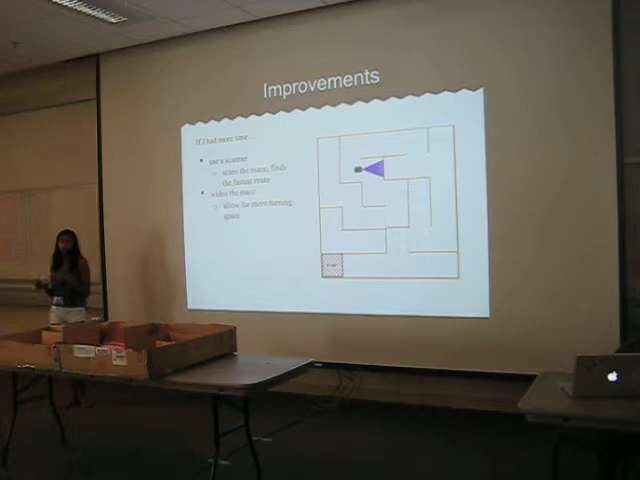 Improvements
If I had more time...
use a scanner
scans the maze, finds
the fastest route
widen the maze
allow for more turning
space